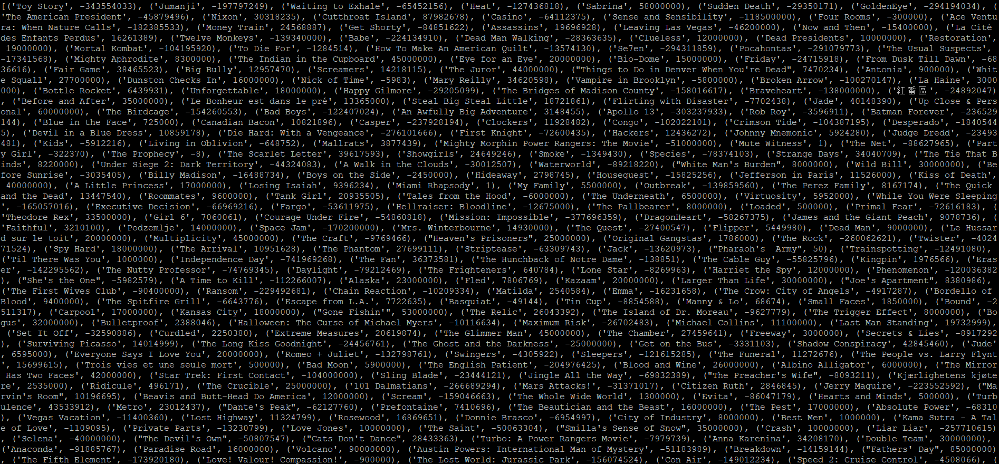 [('Toy Story', -343554033), ('Jumanji', -197797249), ('Waiting to Exhale', -65452156), ('Heat', -127436818), ('Sabrina', 58000000), ('Sudden Death', -29350171), ('GoldenEye', -294194034), (
'The American President', -45879496), ('Nixon', 30318235), ('Cutthroat Island', 87982678), ('Casino', -64112375), ('Sense and Sensibility', -118500000), ('Four Rooms', -300000), ('Ace Ventu
ra: When Nature Calls', -182385533), ('Money Train', 24568887), ('Get Shorty', -84851622), ('Assassins', 19696928), ('Leaving Las Vegas', -46200000), ('Now and Then', -15400000), ('La Cité
des Enfants Perdus', 16261389), ('Twelve Monkeys', -139340000), ('Babe', -224134910), ('Dead Man Walking', -28363635), ('Clueless', 12000000), ('Dead Presidents', 10000000), ('Restoration',
 19000000), ('Mortal Kombat', -104195920), ('To Die For', -1284514), ('How To Make An American Quilt', -13574130), ('Se7en', -294311859), ('Pocahontas', -291079773), ('The Usual Suspects',
-17341568), ('Mighty Aphrodite', 8300000), ('The Indian in the Cupboard', 45000000), ('Eye for an Eye', 20000000), ('Bio-Dome', 15000000), ('Friday', -24715918), ('From Dusk Till Dawn', -68
36616), ('Fair Game', 38465523), ('Big Bully', 12957470), ('Screamers', 14218115), ('The Juror', 44000000), ("Things to Do in Denver When You're Dead", 7470234), ('Antonia', 900000), ('Whit
e Squall', 27700000), ('Dunston Checks In', 16000000), ('Nick of Time', -5983), ('Mary Reilly', 34620598), ('Vampire in Brooklyn', -5800000), ('Broken Arrow', -100270147), ('La Haine', 3000
000), ('Bottle Rocket', 6439931), ('Unforgettable', 18000000), ('Happy Gilmore', -29205099), ('The Bridges of Madison County', -158016617), ('Braveheart', -138000000), ('紅番區', -24892047)
, ('Before and After', 35000000), ('Le Bonheur est dans le pré', 13365000), ('Steal Big Steal Little', 18721861), ('Flirting with Disaster', -7702438), ('Jade', 40148390), ('Up Close & Pers
onal', 60000000), ('The Birdcage', -154260553), ('Bad Boys', -122407024), ('An Awfully Big Adventure', 3148455), ('Apollo 13', -303237933), ('Rob Roy', -3596911), ('Batman Forever', -236529
144), ('Blue in the Face', 725000), ('Canadian Bacon', 10821896), ('Casper', -237928194), ('Clockers', 11928482), ('Congo', -102022101), ('Crimson Tide', -104387195), ('Desperado', -1840544
5), ('Devil in a Blue Dress', 10859178), ('Die Hard: With a Vengeance', -276101666), ('First Knight', -72600435), ('Hackers', 12436272), ('Johnny Mnemonic', 5924280), ('Judge Dredd', -23493
481), ('Kids', -5912216), ('Living in Oblivion', -648752), ('Mallrats', 3877439), ('Mighty Morphin Power Rangers: The Movie', -51000000), ('Mute Witness', 1), ('The Net', -88627965), ('Part
y Girl', -322370), ('The Prophecy', -8), ('The Scarlet Letter', 39617593), ('Showgirls', 24649246), ('Smoke', -1349430), ('Species', -78374103), ('Strange Days', 34040709), ('The Tie That B
inds', 8220000), ('Under Siege 2: Dark Territory', -44324083), ('A Walk in the Clouds', -30012507), ('Waterworld', -89218220), ("White Man's Burden", 8000000), ('Wild Bill', 30000000), ('Be
fore Sunrise', -3035405), ('Billy Madison', -16488734), ('Boys on the Side', -2450000), ('Hideaway', 2798745), ('Houseguest', -15825256), ('Jefferson in Paris', 11526000), ('Kiss of Death',
 40000000), ('A Little Princess', 17000000), ('Losing Isaiah', 9396234), ('Miami Rhapsody', 1), ('My Family', 5500000), ('Outbreak', -139859560), ('The Perez Family', 8167174), ('The Quick
and the Dead', 13447540), ('Roommates', 9600000), ('Tank Girl', 20935505), ('Tales from the Hood', -6000000), ('The Underneath', 6500000), ('Virtuosity', 5952000), ('While You Were Sleeping
', -165057016), ('Executive Decision', -66969216), ('Fargo', -53611975), ('Hellraiser: Bloodline', -12675000), ('The Pallbearer', 8000000), ('Loaded', 500000), ('Primal Fear', -72616183), (
'Theodore Rex', 33500000), ('Girl 6', 7060061), ('Courage Under Fire', -54860818), ('Mission: Impossible', -377696359), ('DragonHeart', -58267375), ('James and the Giant Peach', 9078736), (
'Faithful', 3210100), ('Podzemlje', 14000000), ('Space Jam', -170200000), ('Mrs. Winterbourne', 14930000), ('The Quest', -27400547), ('Flipper', 5449980), ('Dead Man', 9000000), ('Le Hussar
d sur le toit', 20000000), ('Multiplicity', 45000000), ('The Craft', -9769466), ("Heaven's Prisoners", 25000000), ('Original Gangstas', 1786000), ('The Rock', -260062621), ('Twister', -4024
71524), ('Spy Hard', 18000000), ('The Arrival', 10951628), ('The Phantom', 27699111), ('Striptease', -63309743), ('Jack', -13620973), ("Pharaoh's  Army", 50), ('Trainspotting', -12491080),
('Til There Was You', 1000000), ('Independence Day', -741969268), ('The Fan', 36373581), ('The Hunchback of Notre Dame', -138851), ('The Cable Guy', -55825796), ('Kingpin', 1976566), ('Eras
er', -142295562), ('The Nutty Professor', -74769345), ('Daylight', -79212469), ('The Frighteners', 640784), ('Lone Star', -8269963), ('Harriet the Spy', 12000000), ('Phenomenon', -120036382
), ("She's the One", -5982579), ('A Time to Kill', -112266007), ('Alaska', 23000000), ('Fled', 7806769), ('Kazaam', 20000000), ('Larger Than Life', 30000000), ("Joe's Apartment", 8380986),
('The First Wives Club', -90400000), ('Ransom', -229492681), ('Chain Reaction', -10209334), ('Matilda', 2540584), ('Emma', -16231658), ('The Crow: City of Angels', -4917287), ('Bordello of
Blood', 9400000), ('The Spitfire Grill', -6643776), ('Escape from L.A.', 7722635), ('Basquiat', -49144), ('Tin Cup', -8854588), ('Manny & Lo', 68674), ('Small Faces', 1850000), ('Bound', -2
511317), ('Carpool', 17000000), ('Kansas City', 18000000), ("Gone Fishin'", 53000000), ('The Relic', 26043392), ('The Island of Dr. Moreau', -9627779), ('The Trigger Effect', 8000000), ('Bo
gus', 32000000), ('Bulletproof', 2388046), ('Halloween: The Curse of Michael Myers', -10116634), ('Maximum Risk', -26702483), ('Michael Collins', 11100000), ('Last Man Standing', 19732999),
 ('Set It Off', -32590886), ('Curdled', 2250380), ('Extreme Measures', 20619874), ('The Glimmer Man', 45000000), ('The Chamber', 27459641), ('Freeway', 3000000), ('Secrets & Lies', -8917292
), ('Surviving Picasso', 14014999), ('The Long Kiss Goodnight', -24456761), ('The Ghost and the Darkness', -25000000), ('Get on the Bus', -3331103), ('Shadow Conspiracy', 42845460), ('Jude'
, 6595000), ('Everyone Says I Love You', 20000000), ('Romeo + Juliet', -132798761), ('Swingers', -4305922), ('Sleepers', -121615285), ('The Funeral', 11272676), ('The People vs. Larry Flynt
', 15699615), ('Trois vies et une seule mort', 500000), ('Bad Moon', 5900000), ('The English Patient', -204976425), ('Blood and Wine', 26000000), ('Albino Alligator', 6000000), ('The Mirror
 Has Two Faces', 42000000), ('Star Trek: First Contact', -104000000), ('Sling Blade', -23444121), ('Jingle All the Way', -69832389), ("The Preacher's Wife", -8093211), ('Kjærlighetens kjøte
re', 2535000), ('Ridicule', 496171), ('The Crucible', 25000000), ('101 Dalmatians', -266689294), ('Mars Attacks!', -31371017), ('Citizen Ruth', 2846845), ('Jerry Maguire', -223552592), ("Ma
rvin's Room", 10196695), ('Beavis and Butt-Head Do America', 12000000), ('Scream', -159046663), ('The Whole Wide World', 1300000), ('Evita', -86047179), ('Hearts and Minds', 500000), ('Turb
ulence', 43533912), ('Metro', 23012437), ("Dante's Peak", -62127760), ('Prefontaine', 7410696), ('The Beautician and the Beast', 16000000), ('The Pest', 17000000), ('Absolute Power', -68310
), ('Vegas Vacation', -11400360), ('Lost Highway', 11324799), ('Rosewood', 16869651), ('Donnie Brasco', -6954997), ('City of Industry', 8000000), ('Best Men', 1000000), ('Kama Sutra - A Tal
e of Love', -1109095), ('Private Parts', -13230799), ('Love Jones', 10000000), ('The Saint', -50063304), ("Smilla's Sense of Snow", 35000000), ('Crash', 10000000), ('Liar Liar', -257710615)
, ('Selena', -40000000), ("The Devil's Own", -50807547), ("Cats Don't Dance", 28433363), ('Turbo: A Power Rangers Movie', -7979739), ('Anna Karenina', 34208170), ('Double Team', 30000000),
('Anaconda', -91885767), ('Paradise Road', 16000000), ('Volcano', 90000000), ('Austin Powers: International Man of Mystery', -51183989), ('Breakdown', -14159144), ("Fathers' Day", 85000000)
, ('The Fifth Element', -173920180), ('Love! Valour! Compassion!', -900000), ('The Lost World: Jurassic Park', -156074524), ('Con Air', -149012234), ('Speed 2: Cruise Control', -4508066), (